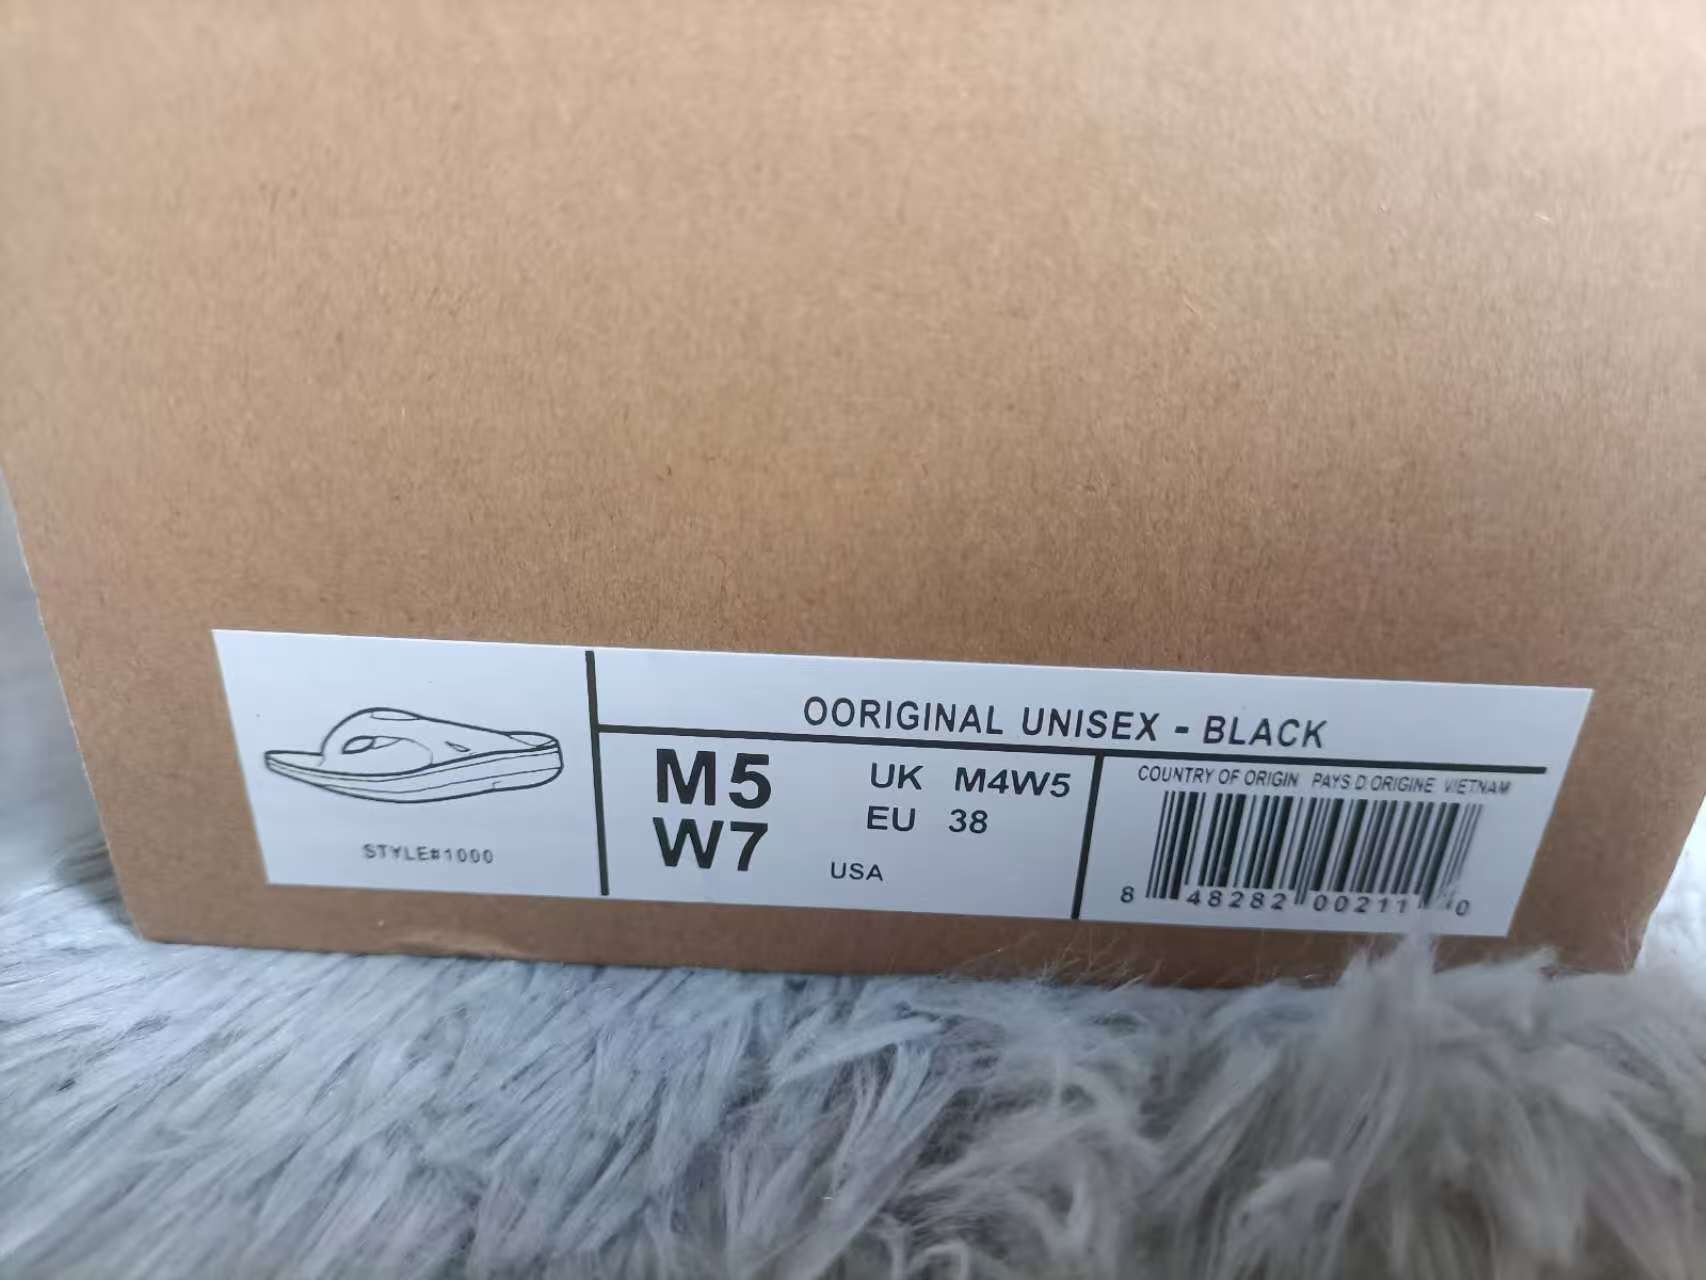 OORIGINAL UNISEX - BLACK
M5
W7
UK M4W5
EU 38
USA
COUNTRY OF ORIGIN PAYS D ORIGINE VIETNAM
8 48282 00211 0
STYLE#1000